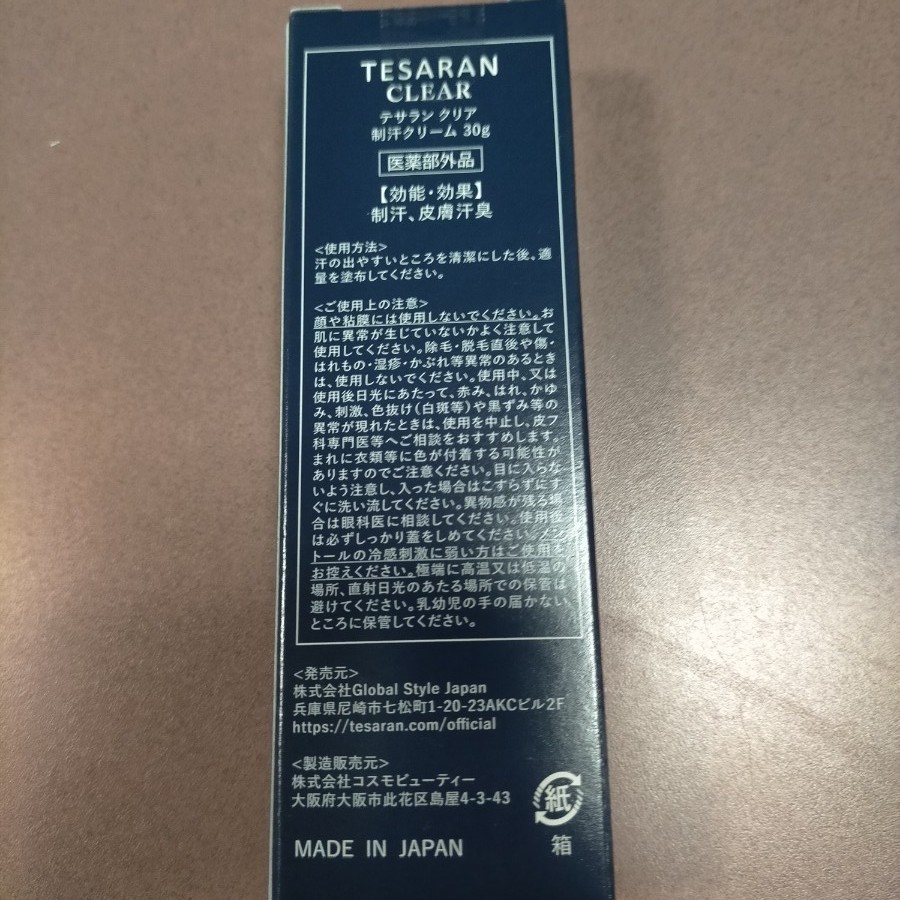 TESARAN
CLEAR
テサラン クリア
制汗クリーム 30g
医薬部外品
【効能・効果】
制汗、皮膚汗臭
<使用方法>
汗の出やすいところを清潔にした後、適
量を塗布してください。
<ご使用上の注意>
顔や粘膜には使用しないでください。お
肌に異常が生じていないかよく注意して
使用してください。除毛・脱毛直後や傷・
はれもの・湿疹・かぶれ等異常のあるとき
は、使用しないでください。使用中、又は
使用後日光にあたって、赤み、はれ、かゆ
み、刺激、色抜け(白斑等)や黒ずみ等の
異常が現れたときは、使用を中止し、皮フ
科専門医等へご相談をおすすめします。
まれに衣類等に色が付着する可能性が
ありますのでご注意ください。目に入らな
いよう注意し、入った場合はこすらずにす
ぐに洗い流してください。異物感が残る場
合は眼科医に相談してください。使用後
は必ずしっかり蓋をしめてください。メン
トールの冷感刺激に弱い方はご使用を
お控えください。極端に高温又は低温の
場所、直射日光のあたる場所での保管は
避けてください。乳幼児の手の届かない
ところに保管してください。
<発売元>
株式会社Global Style Japan
兵庫県尼崎市七松町1-20-23AKCビル2F
https://tesaran.com/official
<製造販売元>
株式会社コスモビューティー
大阪府大阪市此花区島屋4-3-43
紙
箱
MADE IN JAPAN